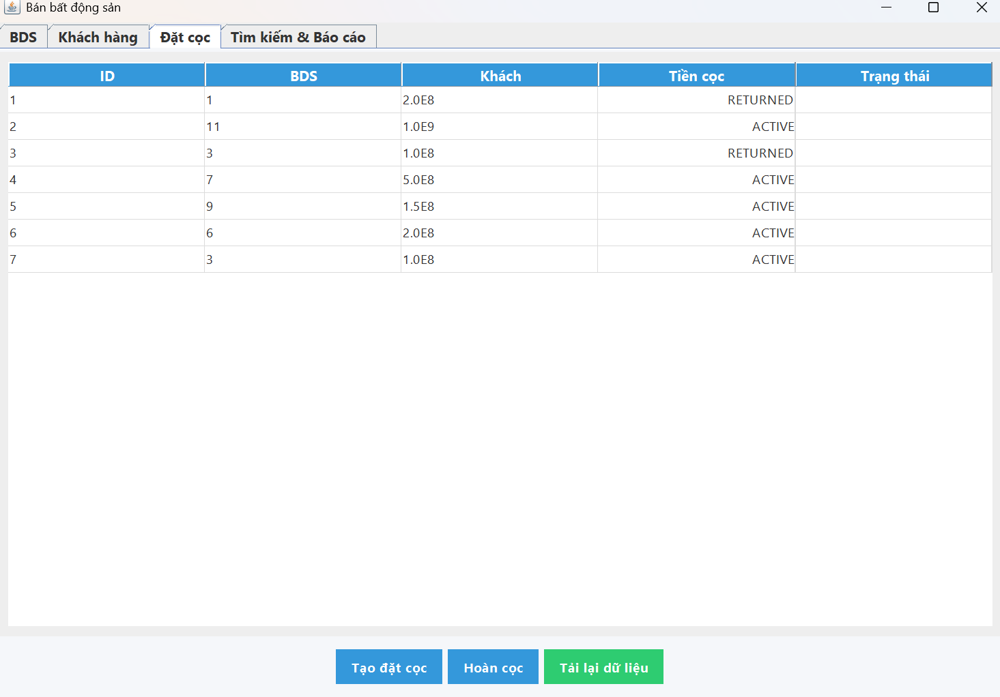 Bán bất động sản
BDS Khách hàng Đặt cọc Tìm kiếm & Báo cáo
ID BDS Khách Tiền cọc Trạng thái
1 1 2.0E8 RETURNED
2 11 1.0E9 ACTIVE
3 3 1.0E8 RETURNED
4 7 5.0E8 ACTIVE
5 9 1.5E8 ACTIVE
6 6 2.0E8 ACTIVE
7 3 1.0E8 ACTIVE
Tạo đặt cọc Hoàn cọc Tải lại dữ liệu